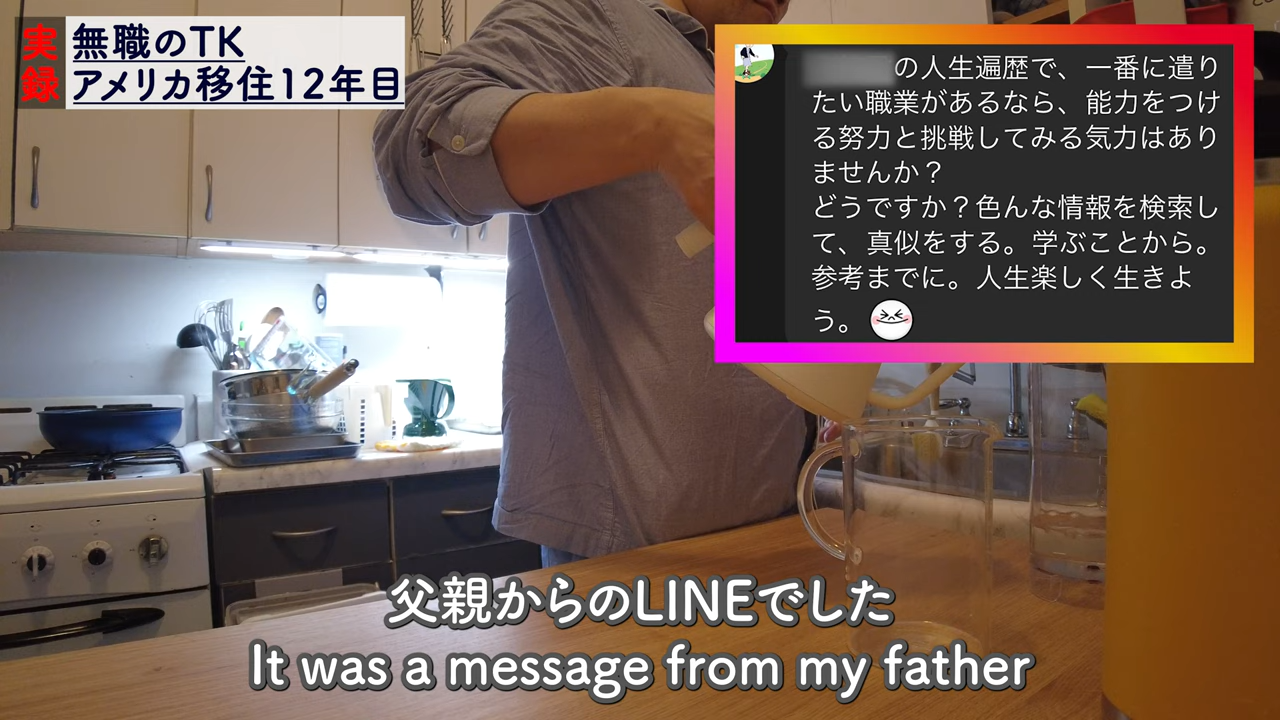 実録
無職のTK
アメリカ移住12年目
の人生遍歴で、一番に遣り
たい職業があるなら、能力をつけ
る努力と挑戦してみる気力はあり
ませんか？
どうですか？色んな情報を検索し
て、真似をする。学ぶことから。
参考までに。人生楽しく生きよ
う。
父親からのLINEでした
It was a message from my father